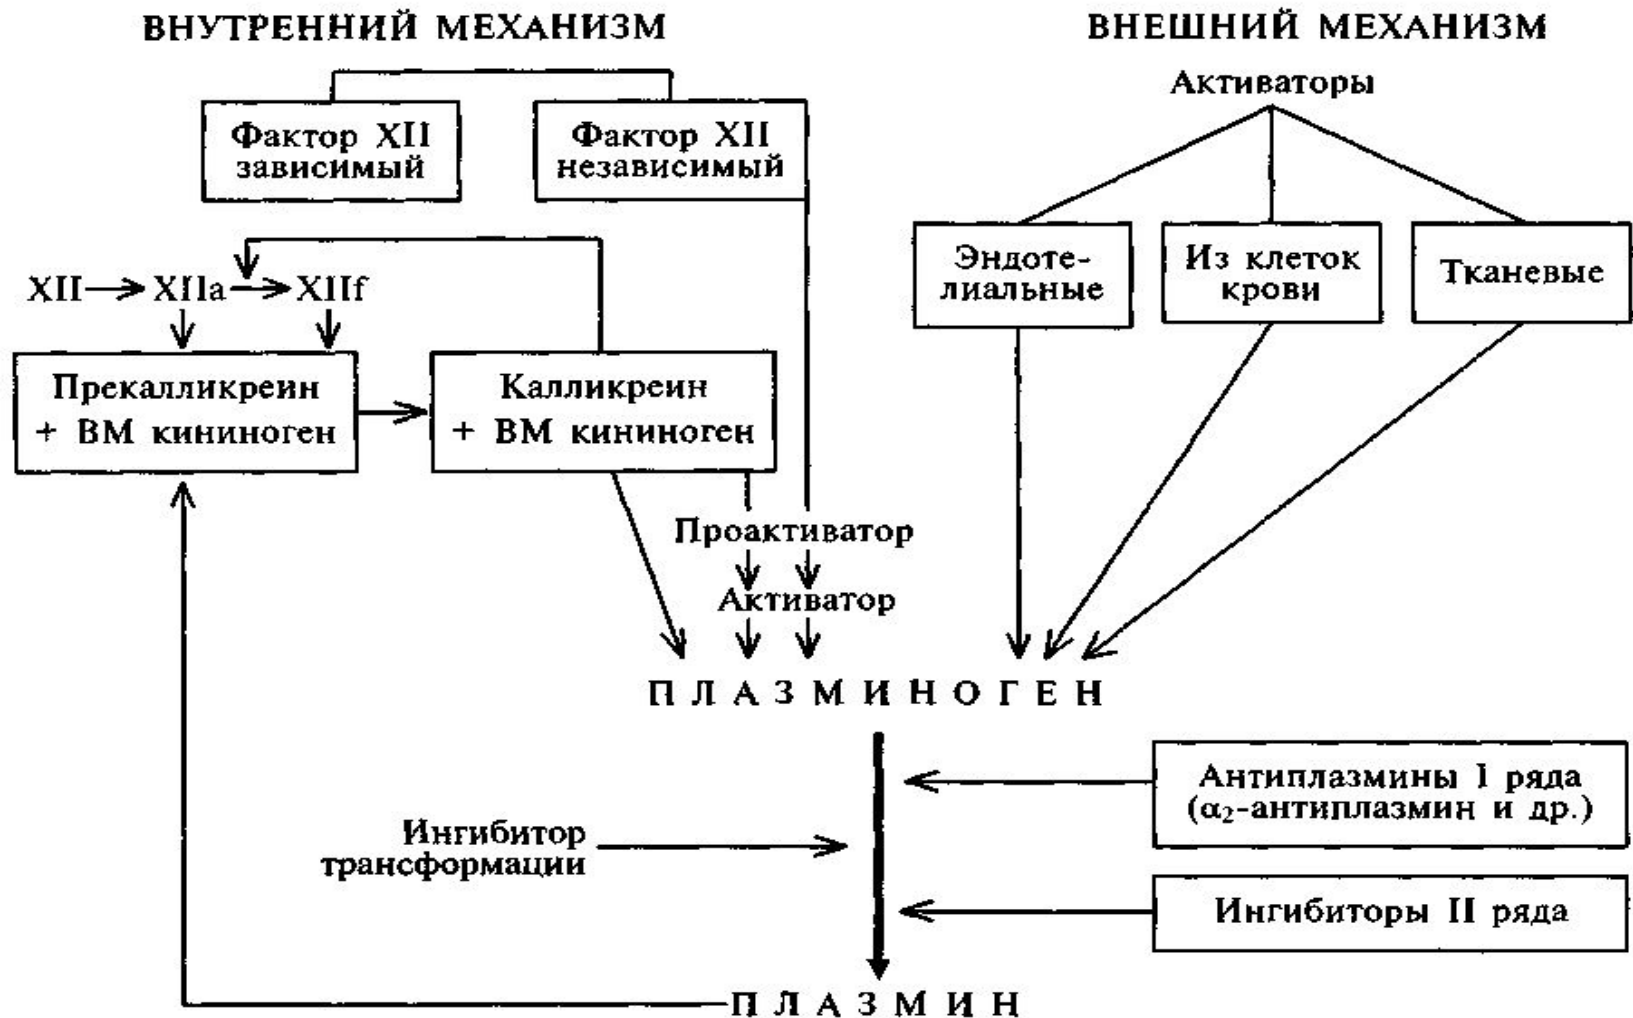 ВНУТРЕННИЙ МЕХАНИЗМ
ВНЕШНИЙ МЕХАНИЗМ
Активаторы
Фактор XII
зависимый
Фактор XII
независимый
Эндоте-
лиальные
Из клеток
крови
Тканевые
XII XIIa XIIf
Прекалликреин
+ ВМ кининоген
Калликреин
+ ВМ кининоген
Проактиватор
Активатор
ПЛАЗМИНОГЕН
Антиплазмины I ряда
(α₂-антиплазмин и др.)
Ингибитор
трансформации
Ингибиторы II ряда
ПЛАЗМИН